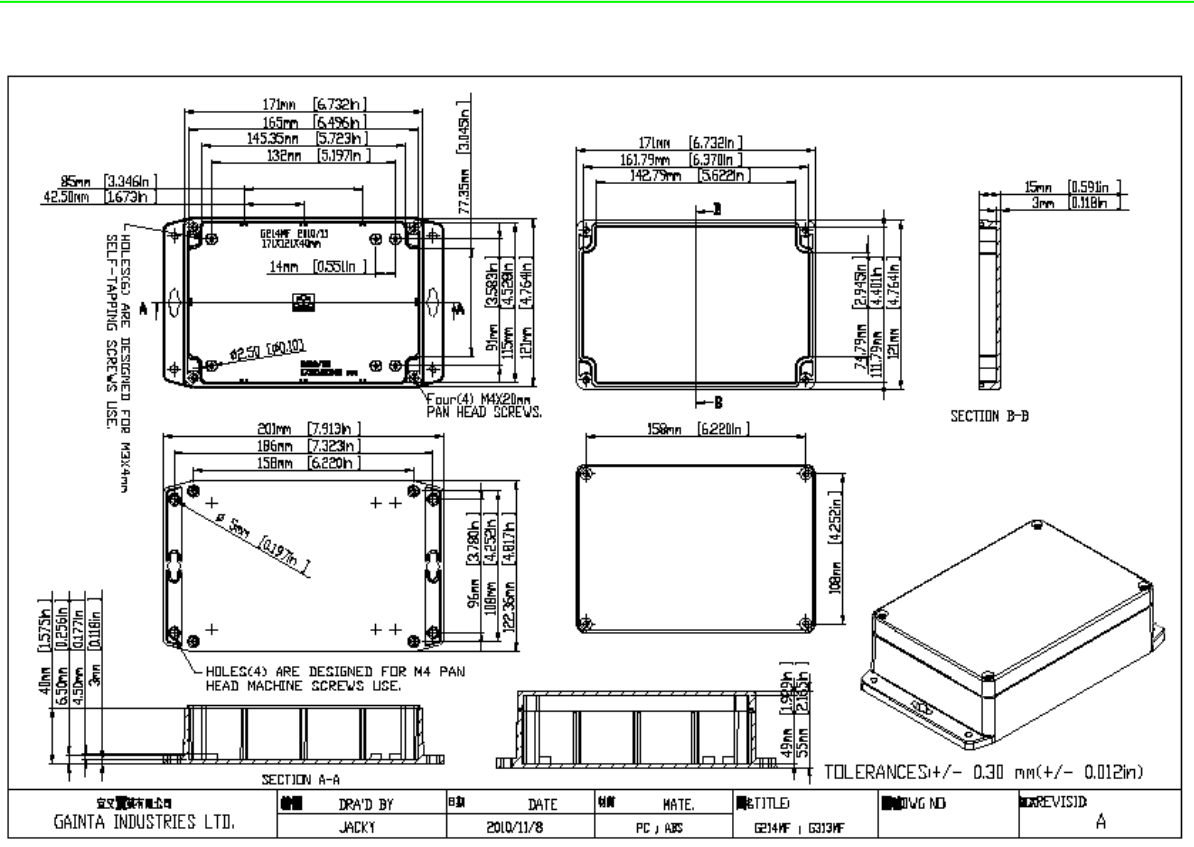 171mm [6.732in]
165mm [6.496in]
145.35mm [5.723in]
132mm [5.197in]
85mm [3.346in]
42.50mm [1.673in]
77.35mm [3.045in]
G214MF 2010/11
171X121X40mm
14mm [0.551in]
A
A
Ø2.50 [Ø0.10]
91mm [3.583in]
115mm [4.528in]
121mm [4.764in]
HOLES(6) ARE DESIGNED FOR M3X4mm
SELF-TAPPING SCREWS USE.
Four(4) M4X20mm
PAN HEAD SCREWS.
171mm [6.732in]
161.79mm [6.370in]
142.79mm [5.622in]
B
B
74.79mm [2.945in]
111.79mm [4.401in]
121mm [4.764in]
15mm [0.591in]
3mm [0.118in]
SECTION B-B
201mm [7.913in]
186mm [7.323in]
158mm [6.220in]
Ø 5mm [0.197in]
96mm [3.780in]
108mm [4.252in]
122.36mm [4.817in]
HOLES(4) ARE DESIGNED FOR M4 PAN
HEAD MACHINE SCREWS USE.
158mm [6.220in]
108mm [4.252in]
40mm [1.575in]
6.50mm [0.256in]
4.50mm [0.177in]
3mm [0.118in]
SECTION A-A
49mm [1.929in]
55mm [2.165in]
TOLERANCES:+/- 0.30 mm(+/- 0.012in)
GAINTA INDUSTRIES LTD.
DRA'D BY
JACKY
日期 DATE
2010/11/8
MATE.
PC ; ABS
TITLE
G214MF ; G313MF
DWG NO
REVISID
A